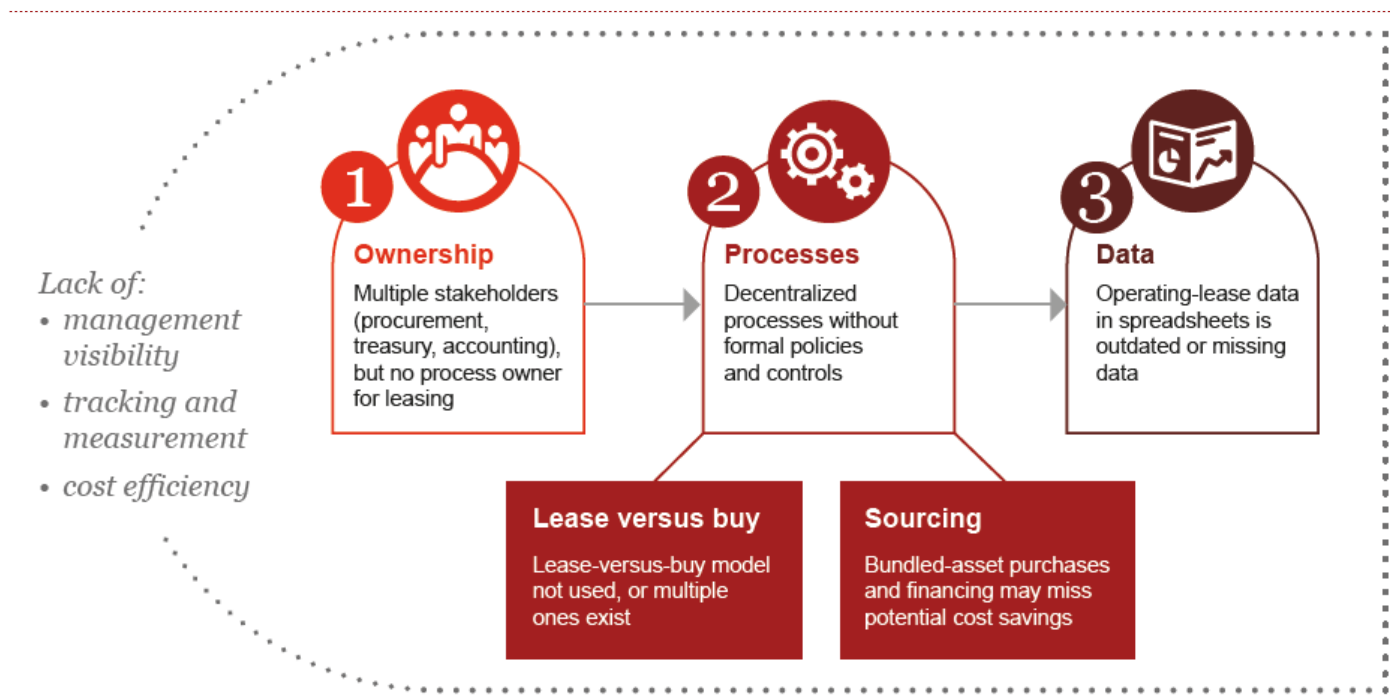 Lack of:
• management
visibility
• tracking and
measurement
• cost efficiency
1
Ownership
Multiple stakeholders
(procurement,
treasury, accounting),
but no process owner
for leasing
2
Processes
Decentralized
processes without
formal policies
and controls
3
Data
Operating-lease data
in spreadsheets is
outdated or missing
data
Lease versus buy
Lease-versus-buy model
not used, or multiple
ones exist
Sourcing
Bundled-asset purchases
and financing may miss
potential cost savings